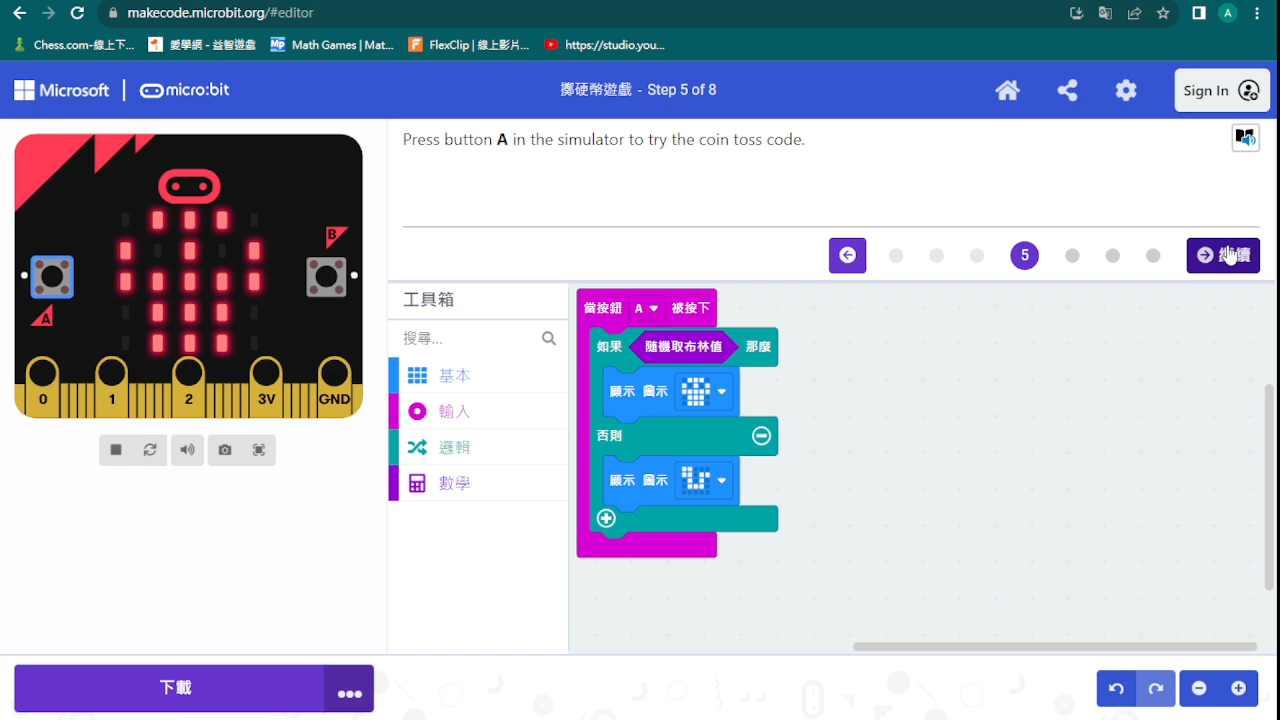 makecode.microbit.org/#editor
A
Chess.com-線上下...
愛學網 - 益智遊戲
Mp
Math Games | Mat...
FlexClip | 線上影片...
https://studio.you...
Microsoft
micro:bit
擲硬幣遊戲 - Step 5 of 8
Sign In
Press button A in the simulator to try the coin toss code.
5
繼續
B
A
0
1
2
3V
GND
工具箱
搜尋...
基本
輸入
邏輯
數學
當按鈕 A 被按下
如果 隨機取布林值 那麼
顯示 圖示
否則
顯示 圖示
下載